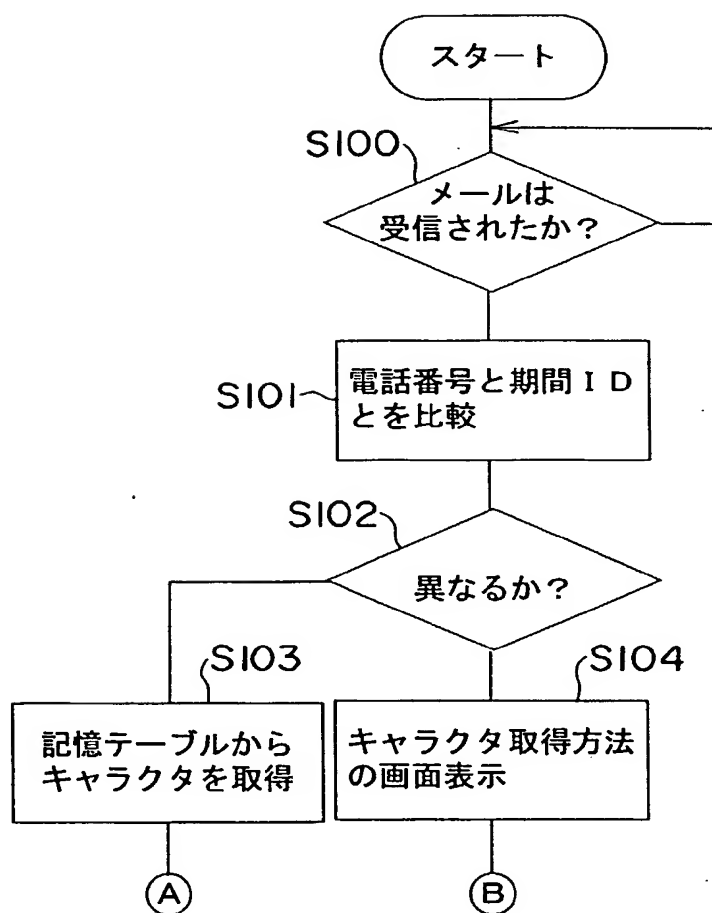 スタート
S100
メールは
受信されたか？
S101
電話番号と期間ＩＤ
とを比較
S102
異なるか？
S103
記憶テーブルから
キャラクタを取得
S104
キャラクタ取得方法
の画面表示
A
B